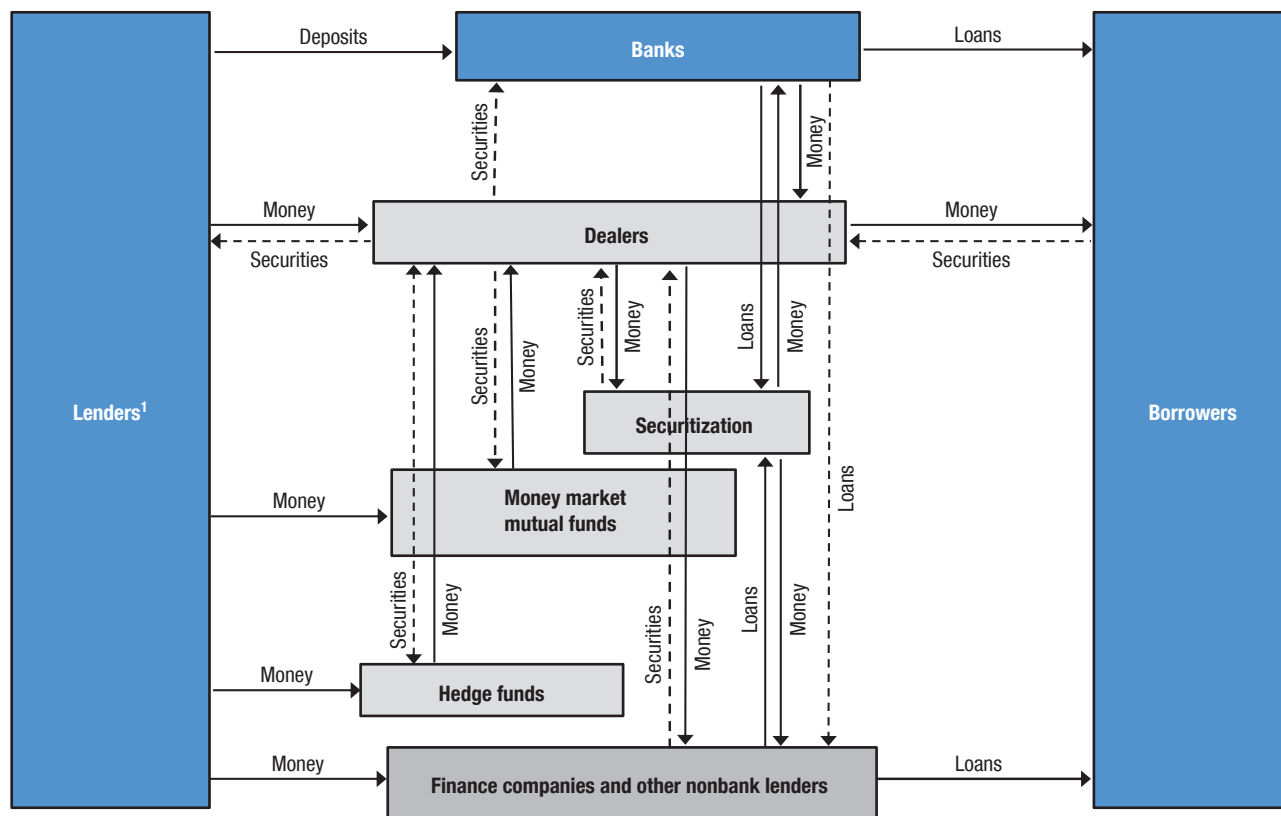 Deposits
Banks
Loans
Securities
Money
Money
Dealers
Money
Securities
Securities
Securities
Money
Securities
Money
Loans
Money
Lenders1
Securitization
Borrowers
Money
Money market
mutual funds
Loans
Securities
Money
Securities
Money
Loans
Money
Money
Hedge funds
Money
Finance companies and other nonbank lenders
Loans